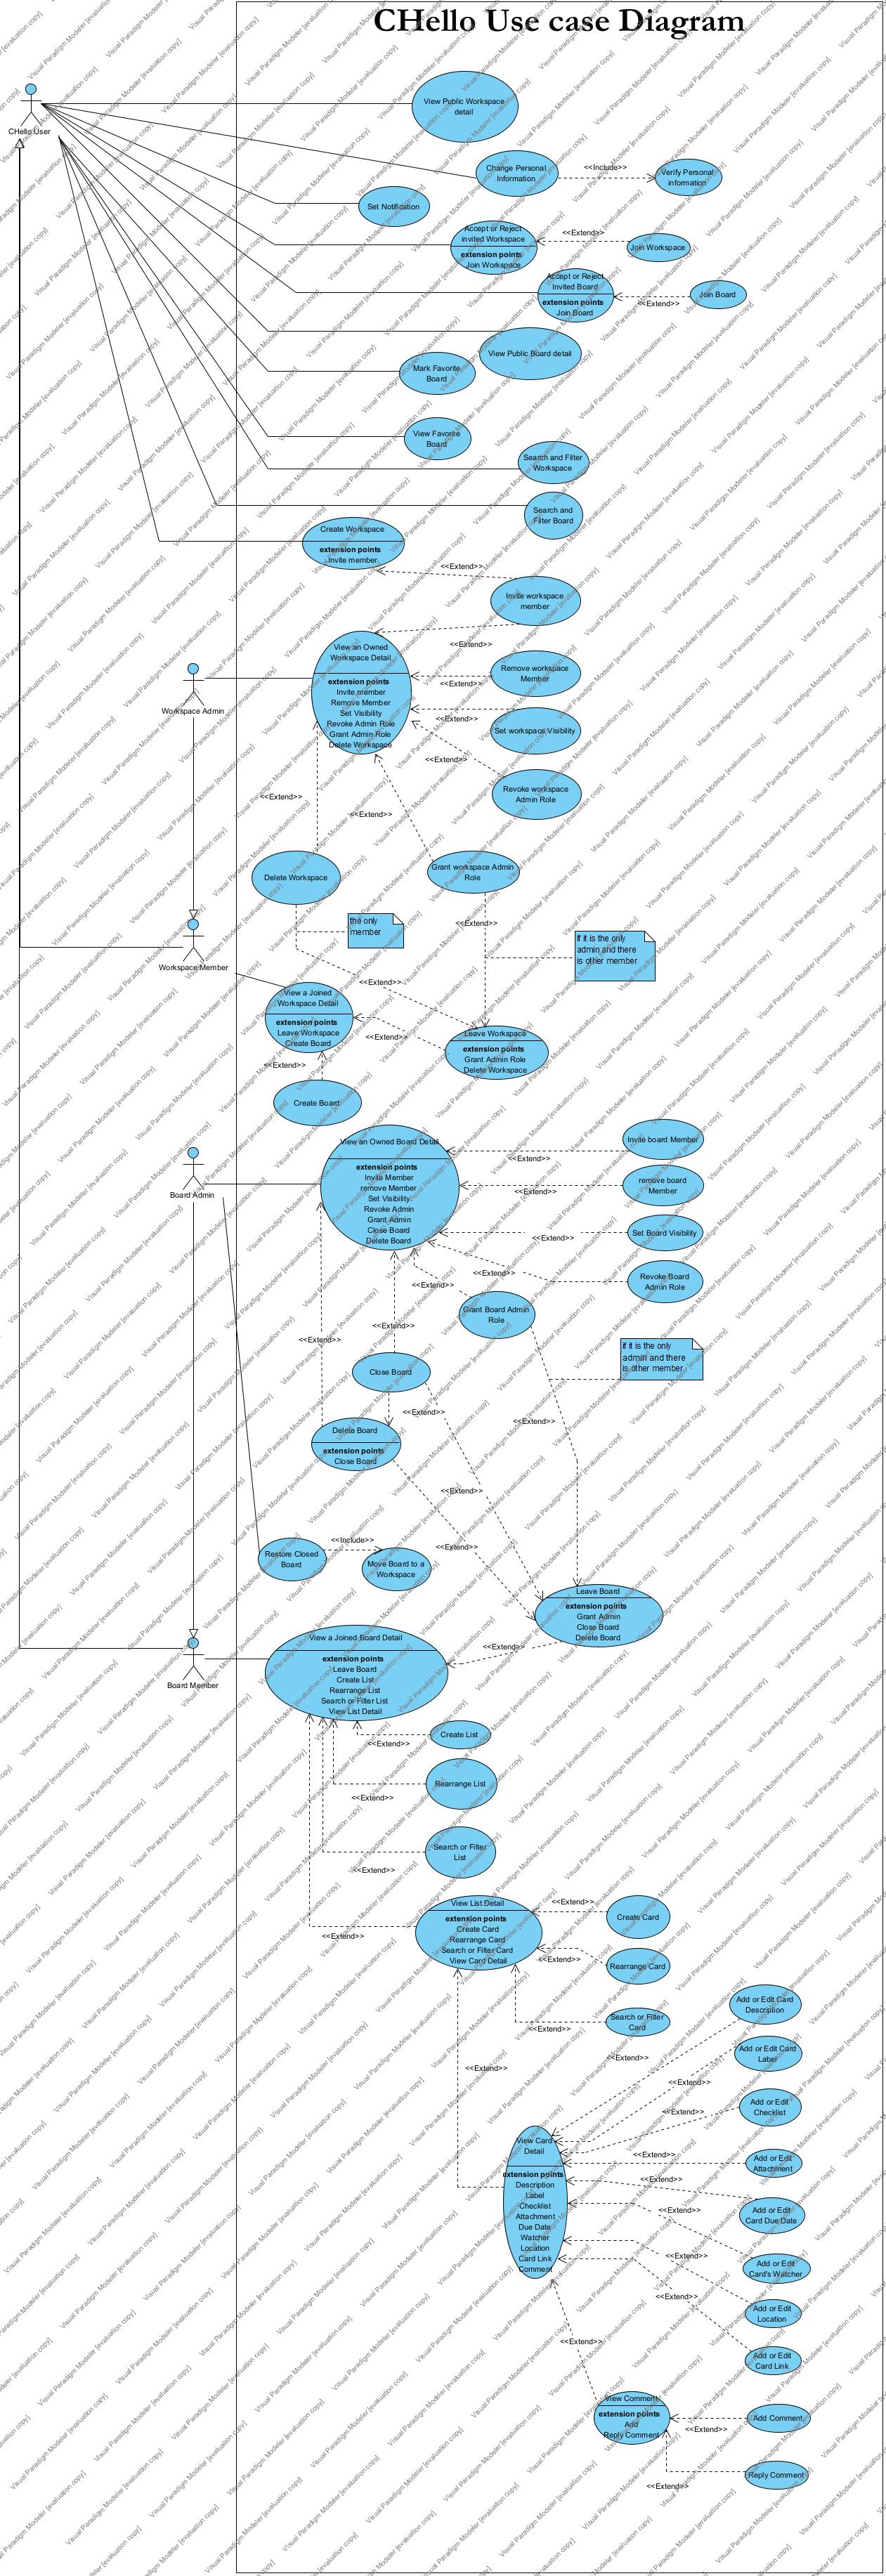 CHello Use case Diagram
View Public Workspace
detail
CHello User
Change Personal
Information
<<Include>>
Verify Personal
information
Set Notification
Accept or Reject
invited Workspace
extension points
Join Workspace
<<Extend>>
Join Workspace
Accept or Reject
Invited Board
extension points
Join Board
<<Extend>>
Join Board
View Public Board detail
Mark Favorite
Board
View Favorite
Board
Search and Filter
Workspace
Search and
Filter Board
Create Workspace
extension points
Invite member
<<Extend>>
Invite workspace
member
<<Extend>>
View an Owned
Workspace Detail
extension points
Invite member
Remove Member
Set Visibility
Revoke Admin Role
Grant Admin Role
Delete Workspace
Remove workspace
Member
<<Extend>>
Workspace Admin
<<Extend>>
Set workspace Visibility
<<Extend>>
Revoke workspace
Admin Role
<<Extend>>
<<Extend>>
Delete Workspace
Grant workspace Admin
Role
the only
member
<<Extend>>
if it is the only
admin and there
is other member
Workspace Member
<<Extend>>
View a Joined
Workspace Detail
extension points
Leave Workspace
Create Board
<<Extend>>
Leave Workspace
extension points
Grant Admin Role
Delete Workspace
<<Extend>>
Create Board
View an Owned Board Detail
extension points
Invite Member
remove Member
Set Visibility
Revoke Admin
Grant Admin
Close Board
Delete Board
Invite board Member
<<Extend>>
remove board
Member
<<Extend>>
Board Admin
Set Board Visibility
<<Extend>>
<<Extend>>
Revoke Board
Admin Role
<<Extend>>
Grant Board Admin
Role
<<Extend>>
<<Extend>>
if it is the only
admin and there
is other member
Close Board
<<Extend>>
<<Extend>>
Delete Board
extension points
Close Board
<<Extend>>
<<Extend>>
Restore Closed
Board
<<Include>>
Move Board to a
Workspace
Leave Board
extension points
Grant Admin
Close Board
Delete Board
<<Extend>>
View a Joined Board Detail
extension points
Leave Board
Create List
Rearrange List
Search or Filter List
View List Detail
Board Member
Create List
<<Extend>>
Rearrange List
<<Extend>>
Search or Filter
List
<<Extend>>
View List Detail
extension points
Create Card
Rearrange Card
Search or Filter Card
View Card Detail
<<Extend>>
Create Card
<<Extend>>
<<Extend>>
Rearrange Card
Search or Filter
Card
<<Extend>>
Add or Edit Card
Description
<<Extend>>
<<Extend>>
Add or Edit Card
Label
<<Extend>>
Add or Edit
Checklist
<<Extend>>
View Card
Detail
extension points
Description
Label
Checklist
Attachment
Due Date
Watcher
Location
Card Link
Comment
<<Extend>>
Add or Edit
Attachment
<<Extend>>
Add or Edit
Card Due Date
<<Extend>>
Add or Edit
Card's Watcher
<<Extend>>
Add or Edit
Location
<<Extend>>
Add or Edit
Card Link
<<Extend>>
View Comment
extension points
Add
Reply Comment
Add Comment
<<Extend>>
Reply Comment
<<Extend>>
Visual Paradigm Modeler [evaluation copy]